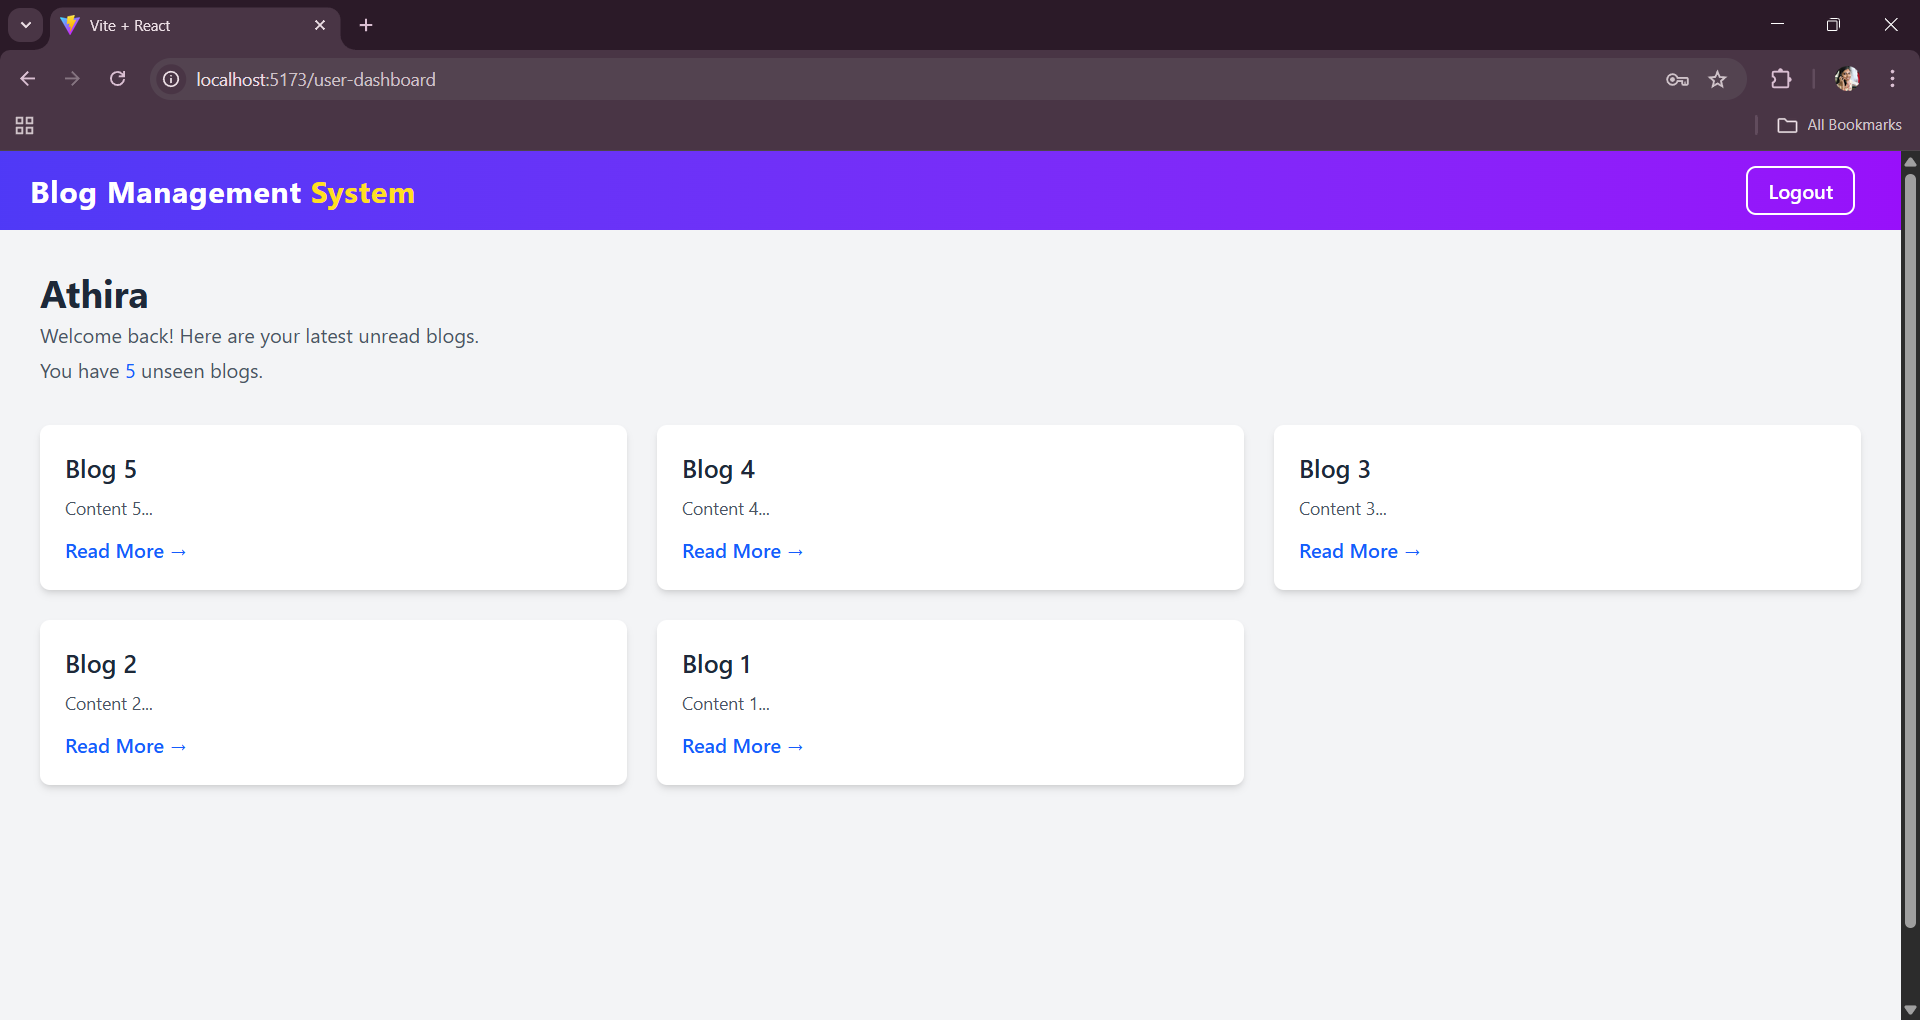 Vite + React
localhost:5173/user-dashboard
All Bookmarks
Blog Management System
Logout
Athira
Welcome back! Here are your latest unread blogs.
You have 5 unseen blogs.
Blog 5
Content 5...
Read More →
Blog 4
Content 4...
Read More →
Blog 3
Content 3...
Read More →
Blog 2
Content 2...
Read More →
Blog 1
Content 1...
Read More →